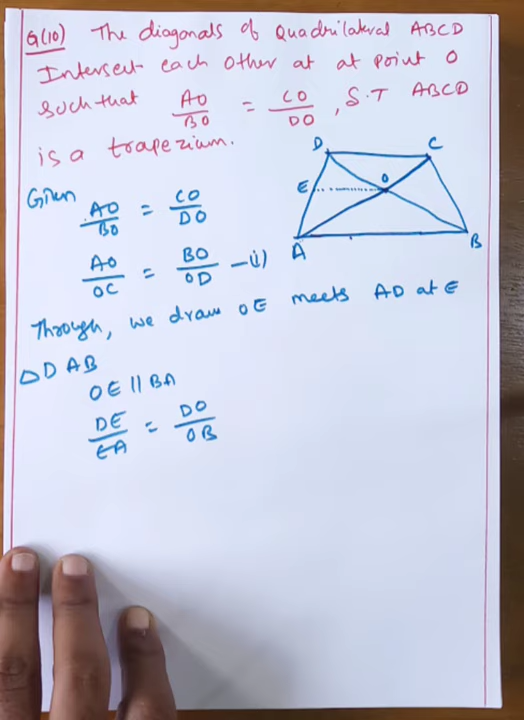 Q(10) The diagonals of Quadrilateral ABCD
Intersect each other at at point O
such that AO/BO = CO/DO, S.T ABCD
is a trapezium.
D C
E O
A B
Given AO/BO = CO/DO
AO/OC = BO/OD - (i)
Through, we draw OE meets AD at E
△DAB
OE || BA
DE/EA = DO/OB